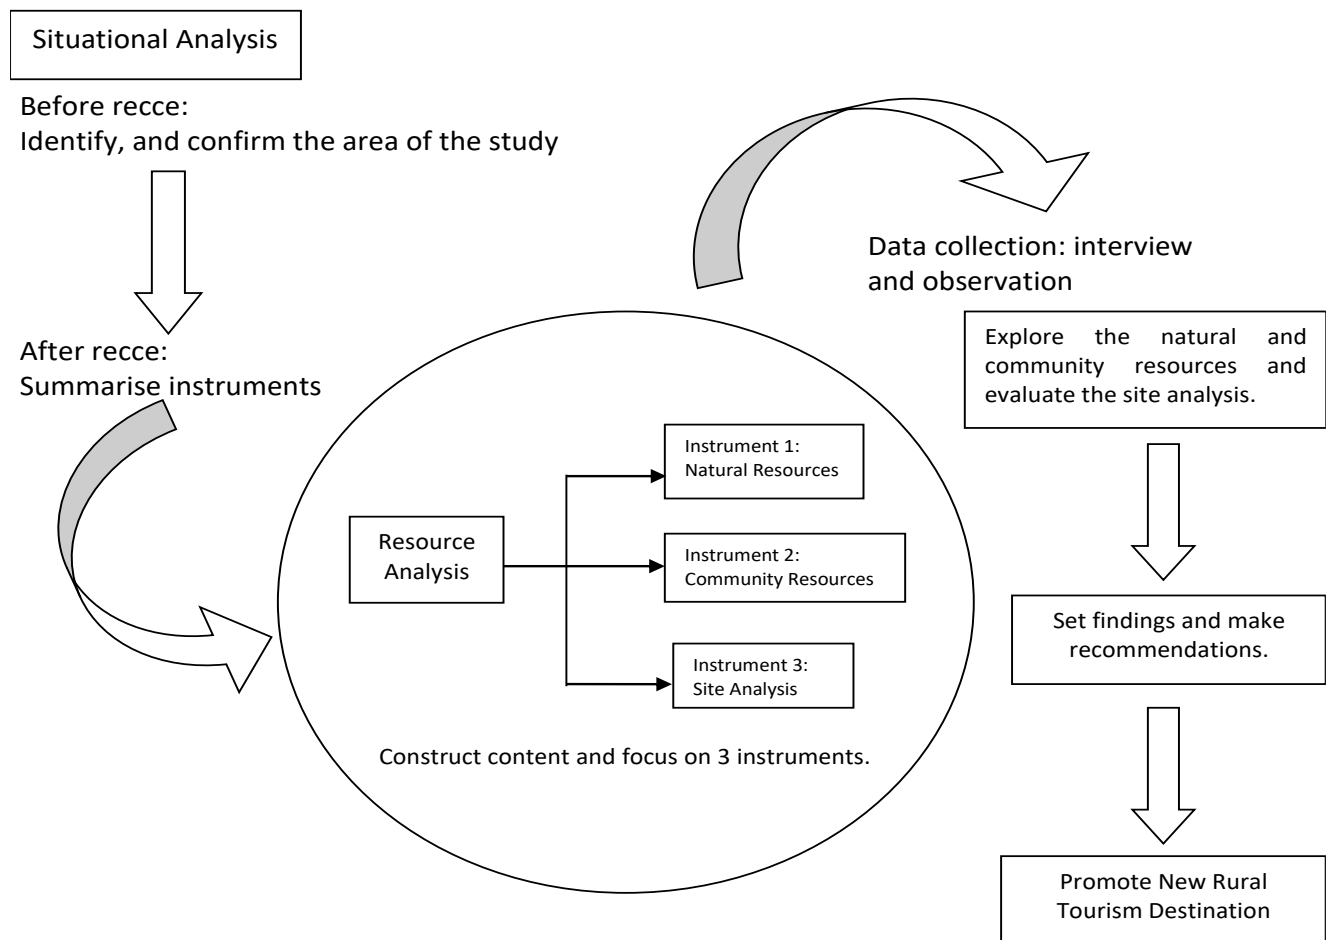 Situational Analysis
Before recce:
Identify, and confirm the area of the study
After recce:
Summarise instruments
Resource
Analysis
Instrument 1:
Natural Resources
Instrument 2:
Community Resources
Instrument 3:
Site Analysis
Construct content and focus on 3 instruments.
Data collection: interview
and observation
Explore the natural and
community resources and
evaluate the site analysis.
Set findings and make
recommendations.
Promote New Rural
Tourism Destination